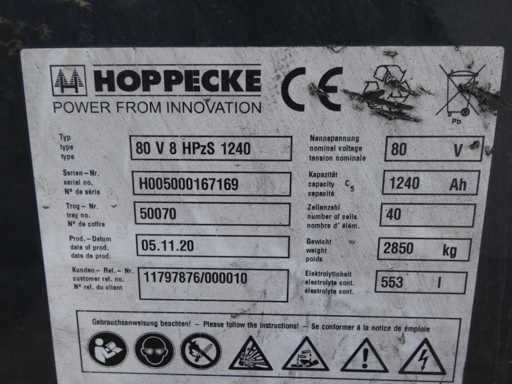 HOPPECKE
POWER FROM INNOVATION
CE
Pb
Typ
type
type
80 V 8 HPzS 1240
Nennspannung
nominal voltage
tension nominale
80 V
Serien-Nr.
serial no.
N° de série
H005000167169
Kapazität
capacity C5
capacité
1240 Ah
Trog-Nr.
tray no.
N° de coffre
50070
Zellenzahl
number of cells
nombre d' élém.
40
Prod.-Datum
date of prod.
date de prod.
05.11.20
Gewicht
weight
poids
2850 kg
Kunden-Ref.-Nr.
customer ref. no.
N° ref. du client
11797876/000010
Elektrolytinhalt
electrolyte cont.
électrolyte cont.
553 l
Gebrauchsanweisung beachten! – Please follow the instructions! – Se conformer à la notice de émploie